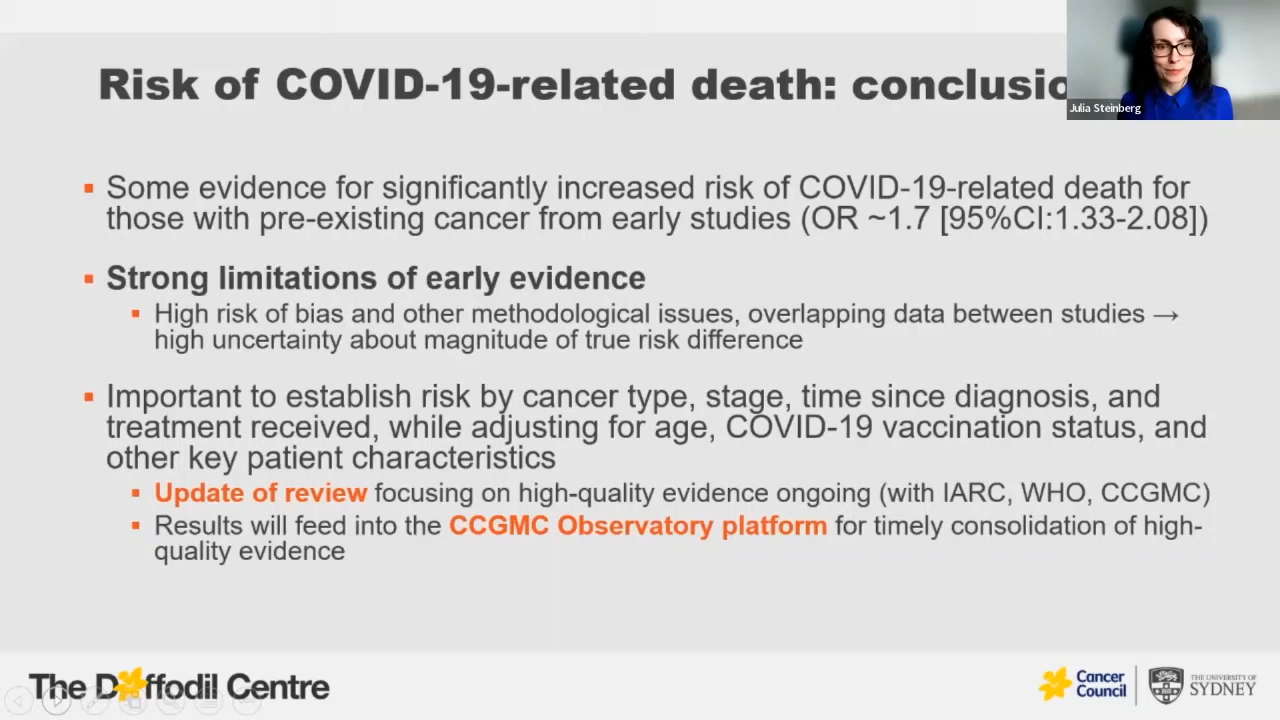 Risk of COVID-19-related death: conclusio
Julia Steinberg
▪ Some evidence for significantly increased risk of COVID-19-related death for
those with pre-existing cancer from early studies (OR ~1.7 [95%CI:1.33-2.08])
▪ Strong limitations of early evidence
▪ High risk of bias and other methodological issues, overlapping data between studies →
high uncertainty about magnitude of true risk difference
▪ Important to establish risk by cancer type, stage, time since diagnosis, and
treatment received, while adjusting for age, COVID-19 vaccination status, and
other key patient characteristics
▪ Update of review focusing on high-quality evidence ongoing (with IARC, WHO, CCGMC)
▪ Results will feed into the CCGMC Observatory platform for timely consolidation of high-
quality evidence
The Daffodil Centre
Cancer
Council
THE UNIVERSITY OF
SYDNEY